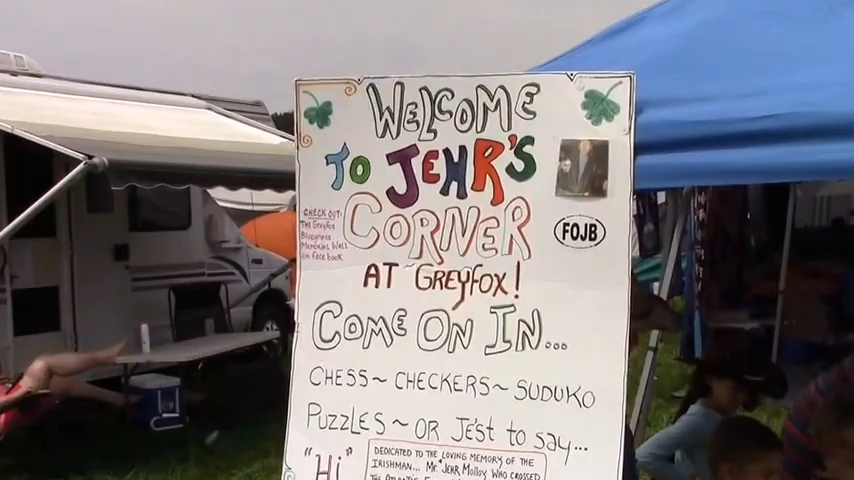 WELCOME
TO JEHR'S
CORNER
CHECK OUT:
The Greyfox
Bluegrass
Memorial Wall
on Facebook
FOJB
AT GREYFOX!
COME ON IN...
CHESS~ CHECKERS~ SUDUKO
PUZZLES ~ OR JE'ST TO SAY...
"HI"
DEDICATED TO THE LOVING MEMORY OF THE
IRISHMAN... MR. JEHR MOLLOY WHO CROSSED
THE ATLANTIC